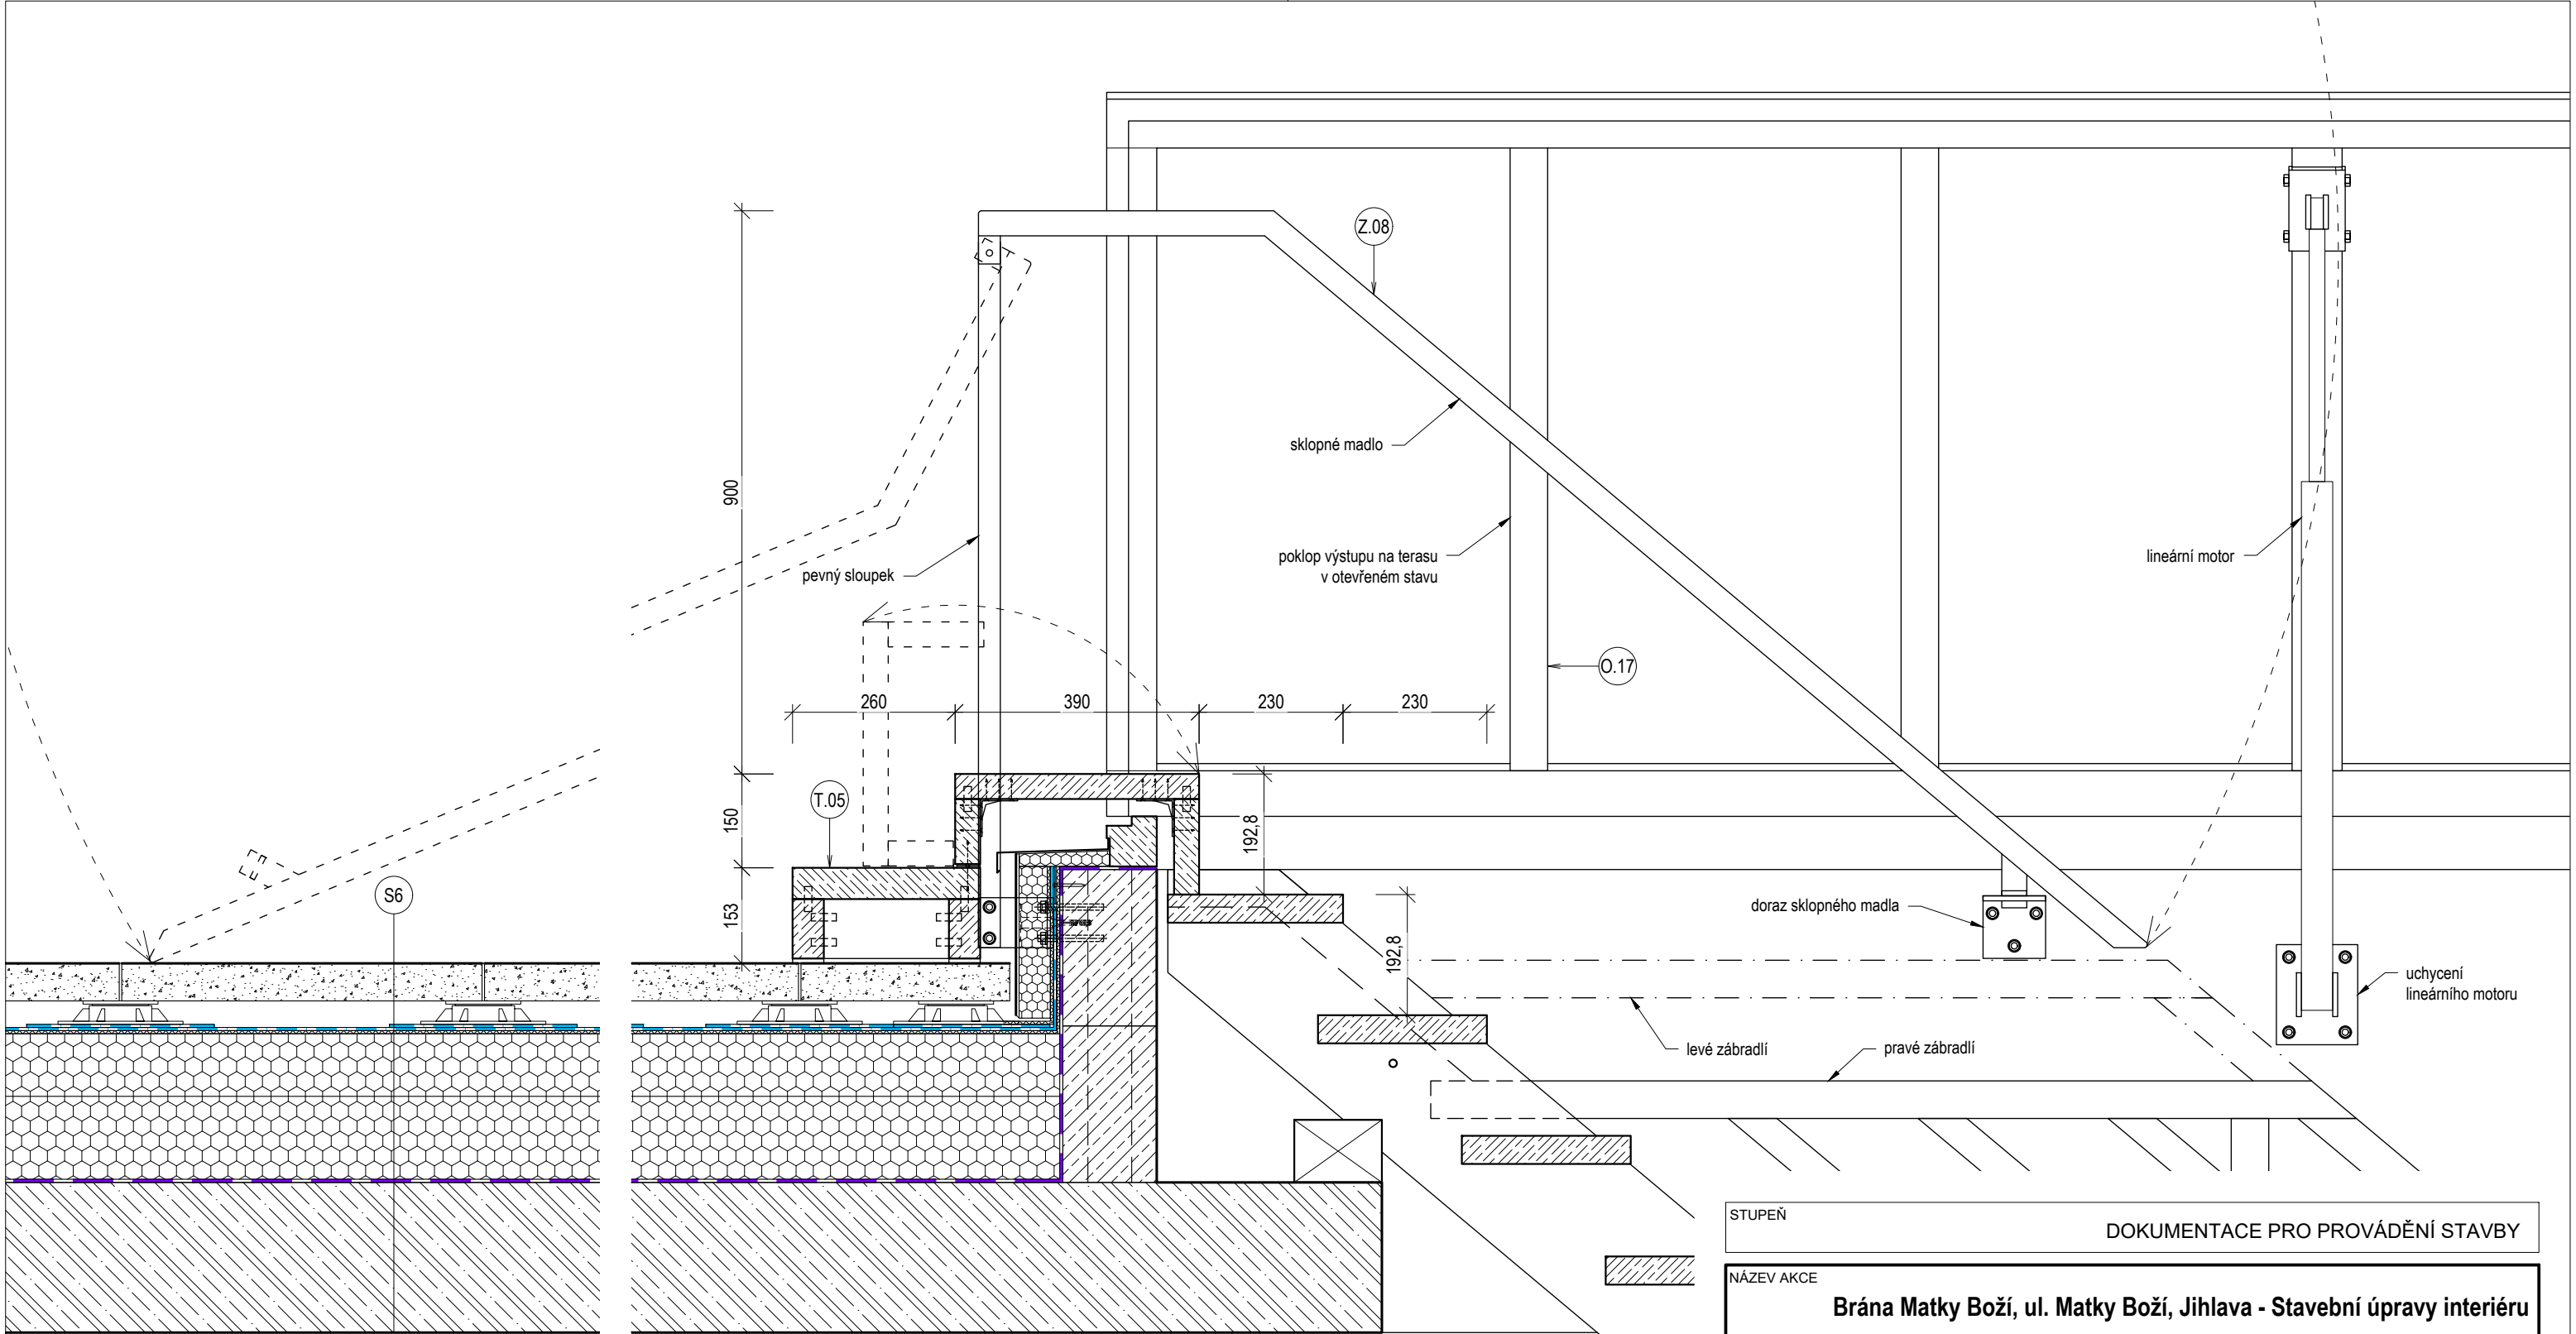 Z.08
sklopné madlo
900
poklop výstupu na terasu
v otevřeném stavu
lineární motor
pevný sloupek
O.17
260
390
230
230
T.05
150
192,8
S6
153
doraz sklopného madla
192,8
uchycení
lineárního motoru
levé zábradlí
pravé zábradlí
STUPEŇ
DOKUMENTACE PRO PROVÁDĚNÍ STAVBY
NÁZEV AKCE
Brána Matky Boží, ul. Matky Boží, Jihlava - Stavební úpravy interiéru